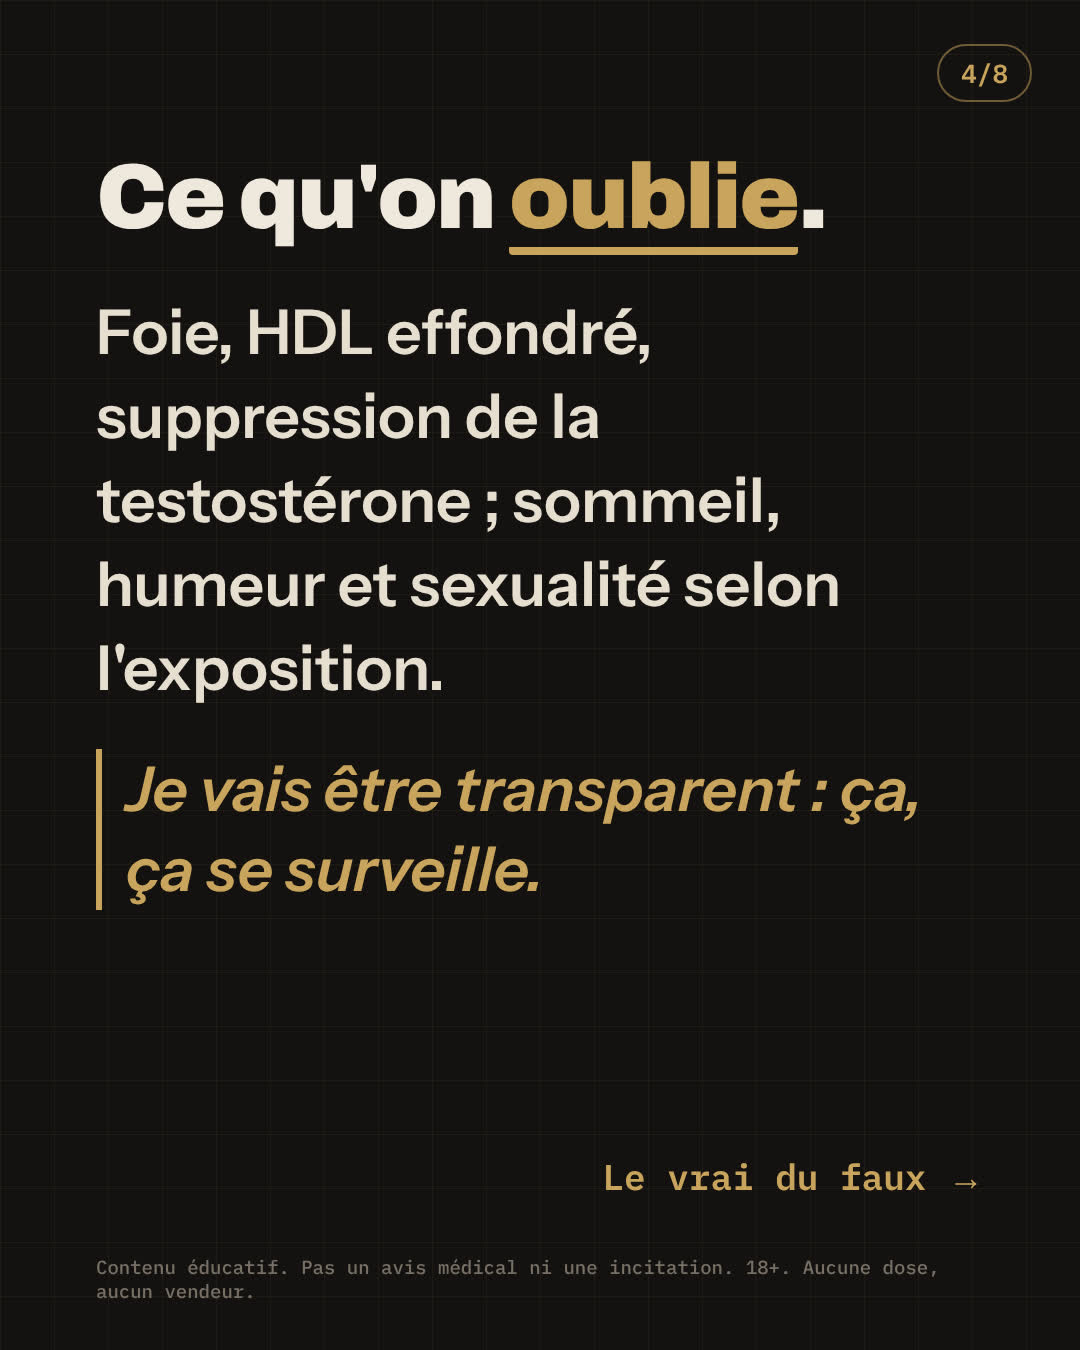 4/8
Ce qu'on oublie.
Foie, HDL effondré,
suppression de la
testostérone ; sommeil,
humeur et sexualité selon
l'exposition.
Je vais être transparent : ça,
ça se surveille.
Le vrai du faux →
Contenu éducatif. Pas un avis médical ni une incitation. 18+. Aucune dose,
aucun vendeur.